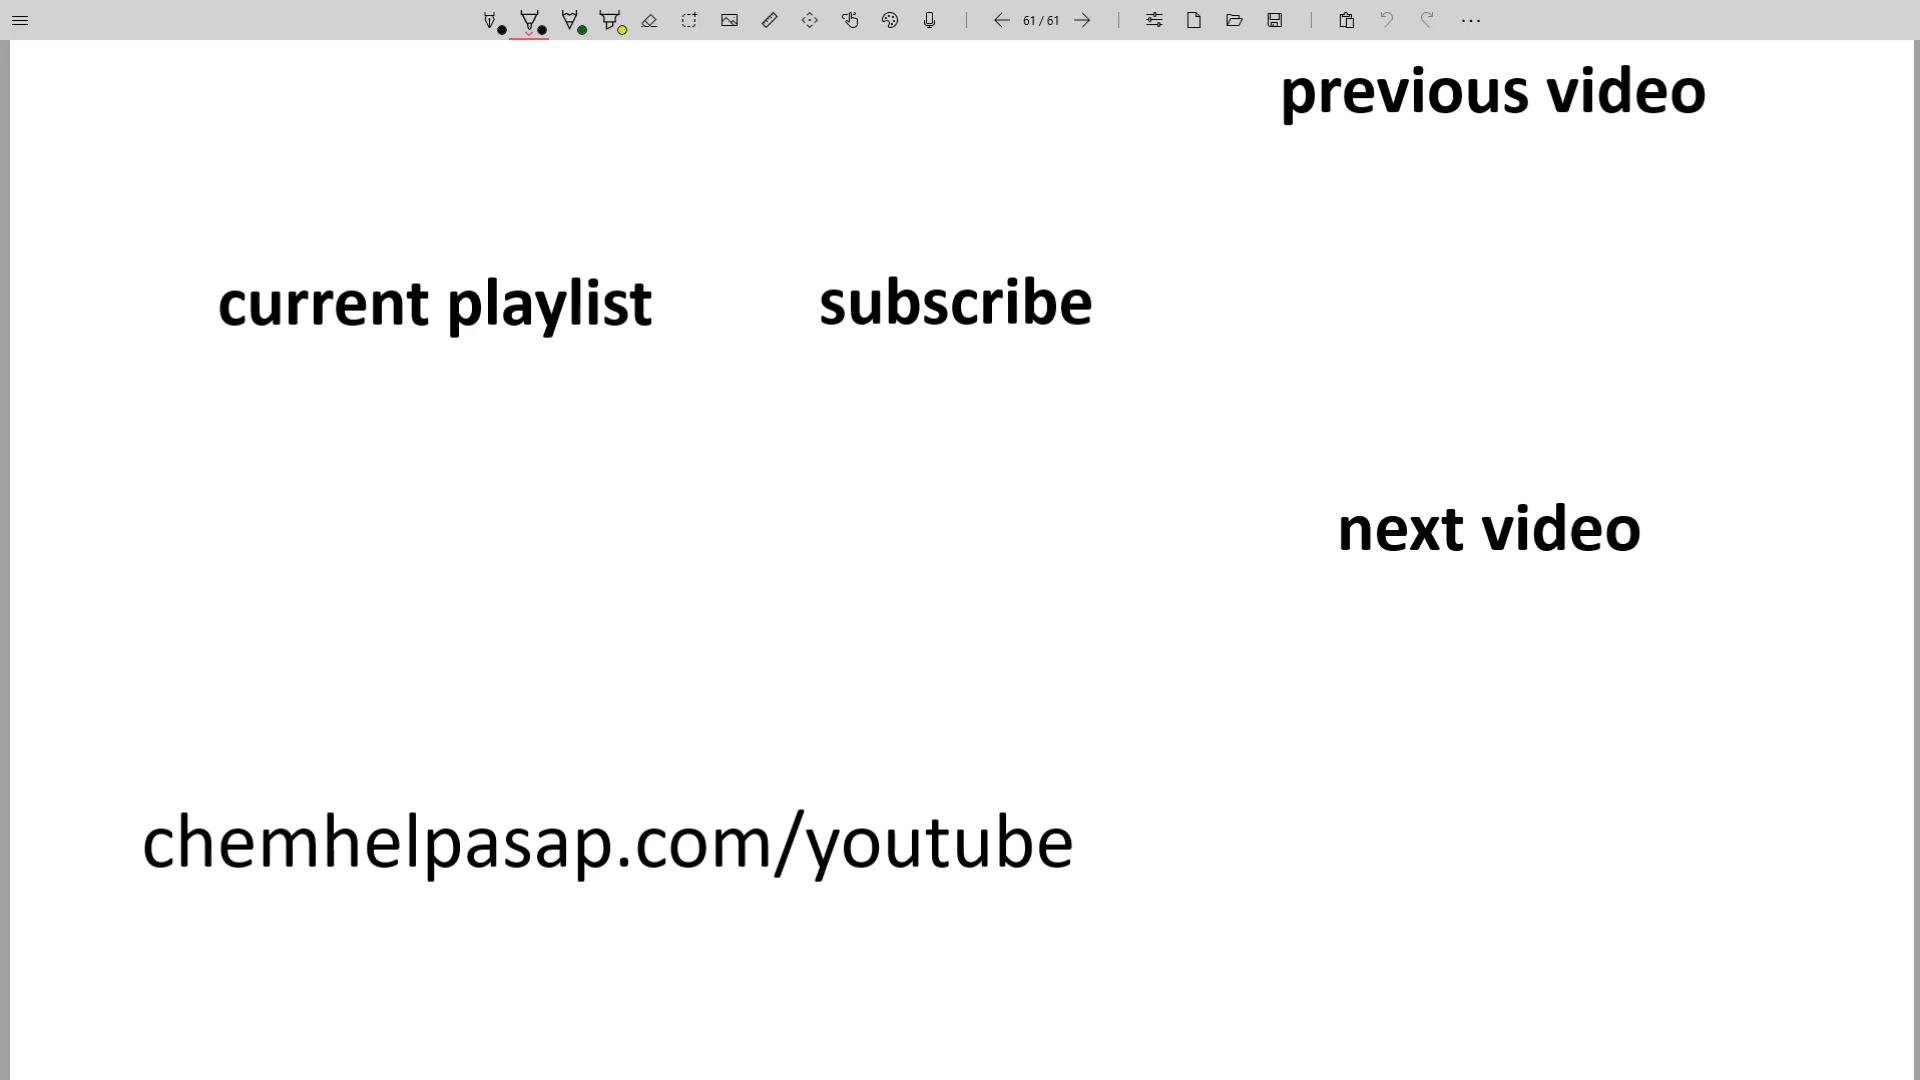 61 / 61
previous video
current playlist
subscribe
next video
chemhelpasap.com/youtube